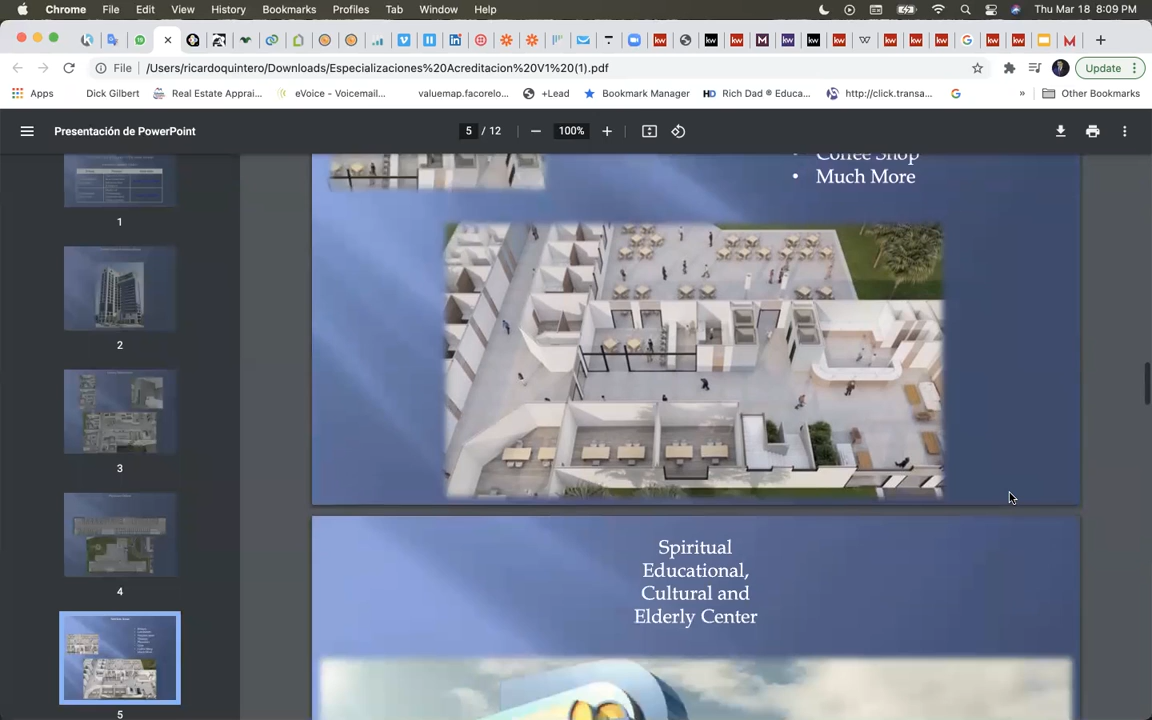 Chrome File Edit View History Bookmarks Profiles Tab Window Help Thu Mar 18 8:09 PM
File /Users/ricardoquintero/Downloads/Especializaciones%20Acreditacion%20V1%20(1).pdf Update
Apps Dick Gilbert Real Estate Apprai... eVoice - Voicemail... valuemap.facorelo... +Lead Bookmark Manager HD Rich Dad ® Educa... http://click.transa... » Other Bookmarks
Presentación de PowerPoint 5 / 12 100%
1
2
3
4
5
• Coffee Shop
• Much More
Spiritual
Educational,
Cultural and
Elderly Center